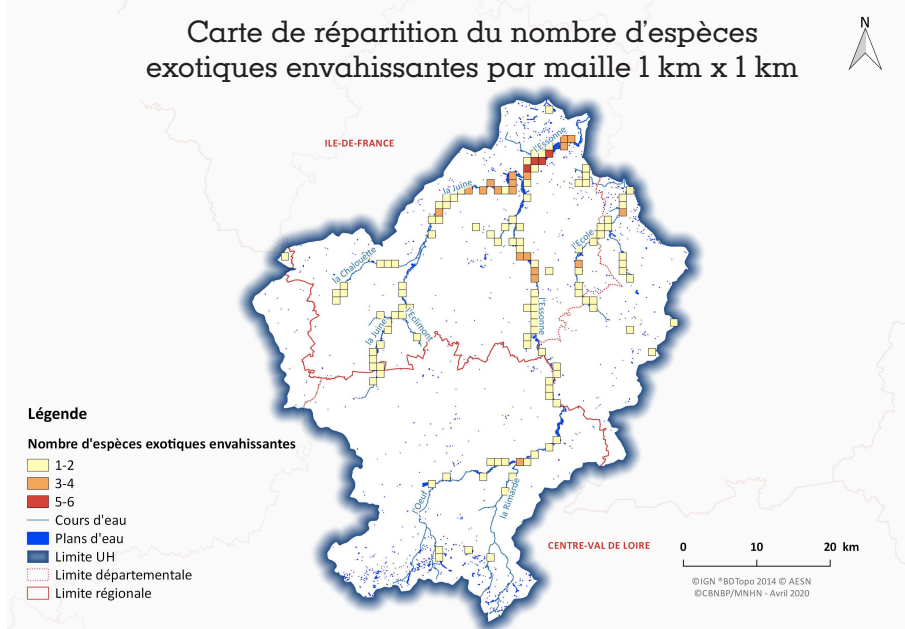 Carte de répartition du nombre d'espèces
exotiques envahissantes par maille 1 km x 1 km
N
ILE-DE-FRANCE
l'Essonne
la Juine
l'Ecole
la Chalouette
l'Essonne
la Juine
l'Eclimont
l'Oeuf
la Rimarde
CENTRE-VAL DE LOIRE
Légende
Nombre d'espèces exotiques envahissantes
1-2
3-4
5-6
Cours d'eau
Plans d'eau
Limite UH
Limite départementale
Limite régionale
0 10 20 km
©IGN ®BDTopo 2014 © AESN
©CBNBP/MNHN - Avril 2020